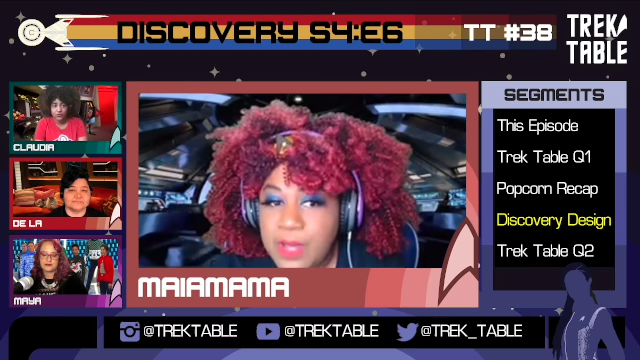 DISCOVERY S4:E6
TT #38
TREK
TABLE
CLAUDIA
DE LA
MAYA
MAIAMAMA
SEGMENTS
This Episode
Trek Table Q1
Popcorn Recap
Discovery Design
Trek Table Q2
@TREKTABLE
@TREKTABLE
@TREK_TABLE